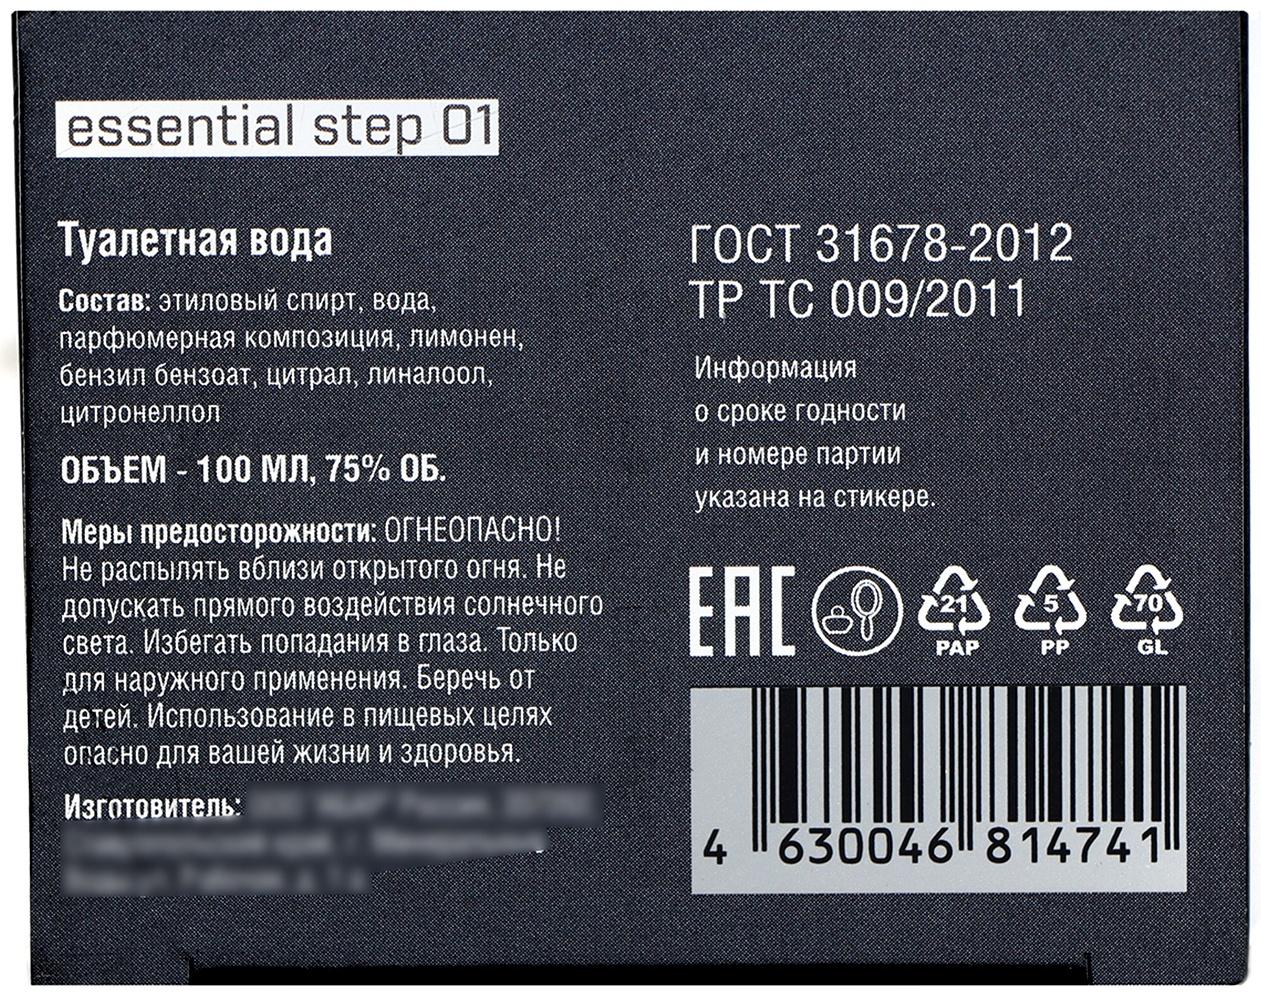 essential step 01
Туалетная вода
Состав: этиловый спирт, вода,
парфюмерная композиция, лимонен,
бензил бензоат, цитрал, линалоол,
цитронеллол
ОБЪЕМ - 100 МЛ, 75% ОБ.
Меры предосторожности: ОГНЕОПАСНО!
Не распылять вблизи открытого огня. Не
допускать прямого воздействия солнечного
света. Избегать попадания в глаза. Только
для наружного применения. Беречь от
детей. Использование в пищевых целях
опасно для вашей жизни и здоровья.
Изготовитель:
ГОСТ 31678-2012
ТР ТС 009/2011
Информация
о сроке годности
и номере партии
указана на стикере.
EAC
21
PAP
5
PP
70
GL
4 630046 814741